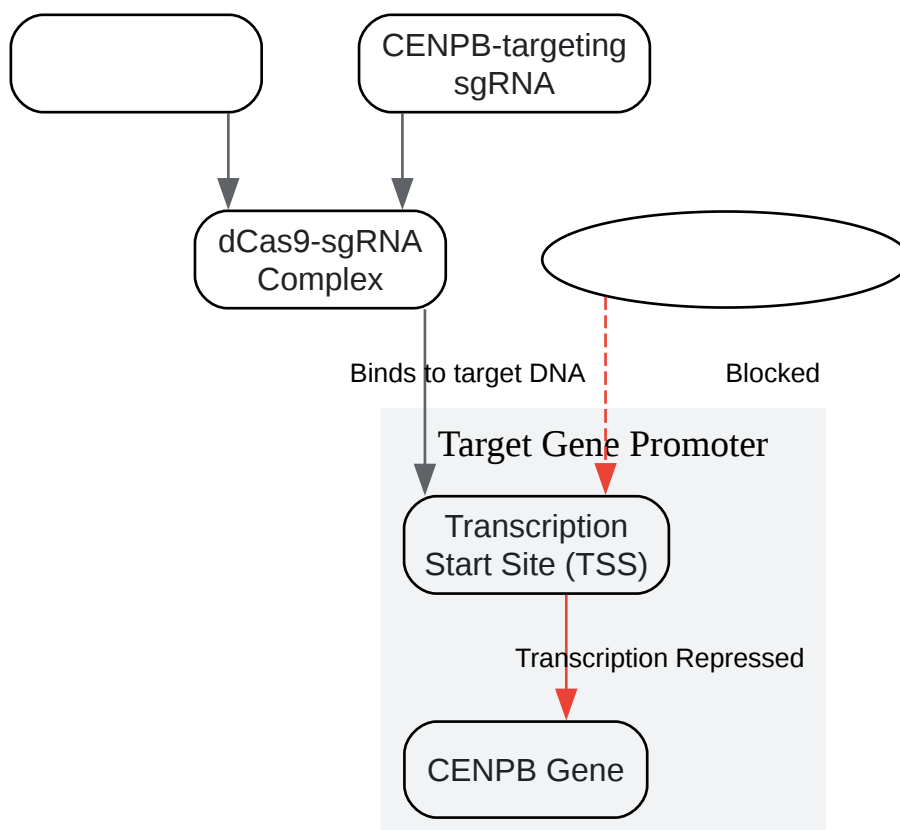 CENPB-targeting
sgRNA
dCas9-sgRNA
Complex
Binds to target DNA
Blocked
Target Gene Promoter
Transcription
Start Site (TSS)
Transcription Repressed
CENPB Gene